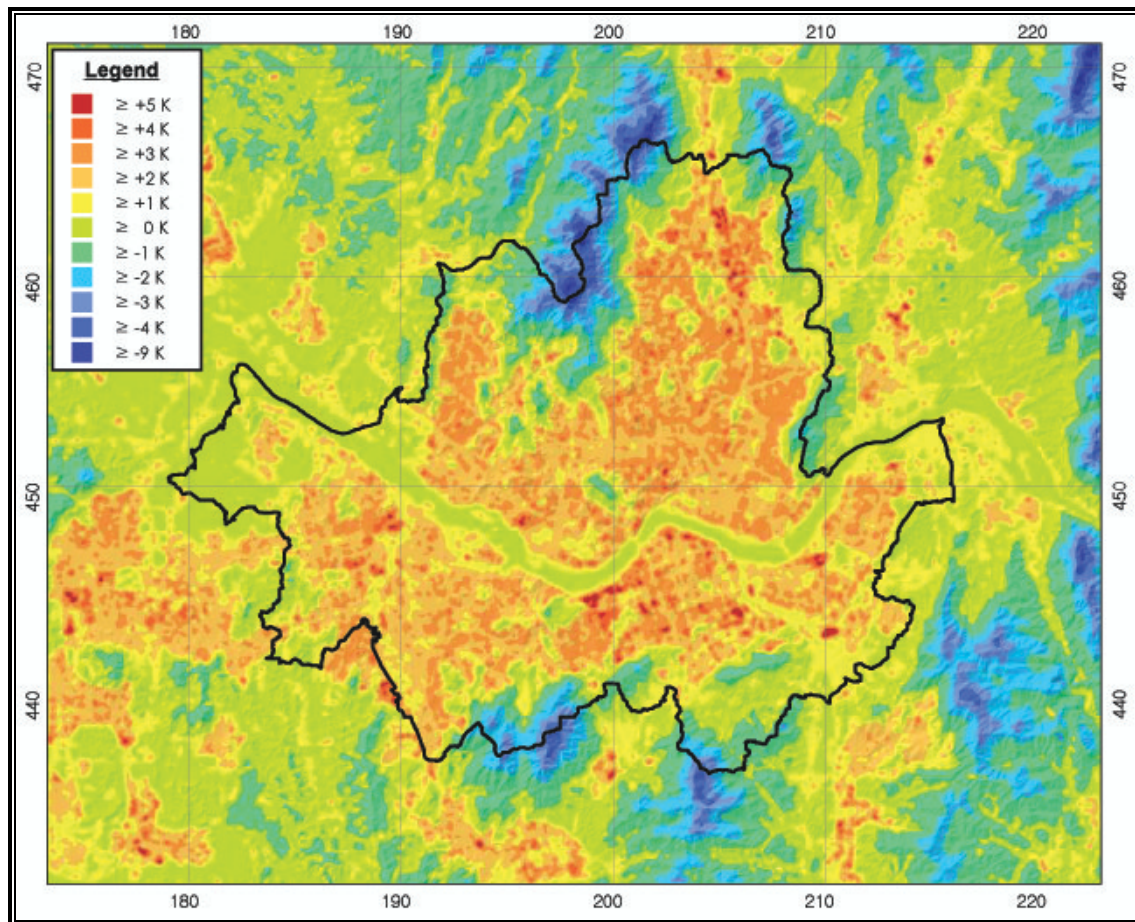 180 190 200 210 220
Legend
≥ +5 K
≥ +4 K
≥ +3 K
≥ +2 K
≥ +1 K
≥ 0 K
≥ -1 K
≥ -2 K
≥ -3 K
≥ -4 K
≥ -9 K
470
460
450
440
470
460
450
440
180 190 200 210 220